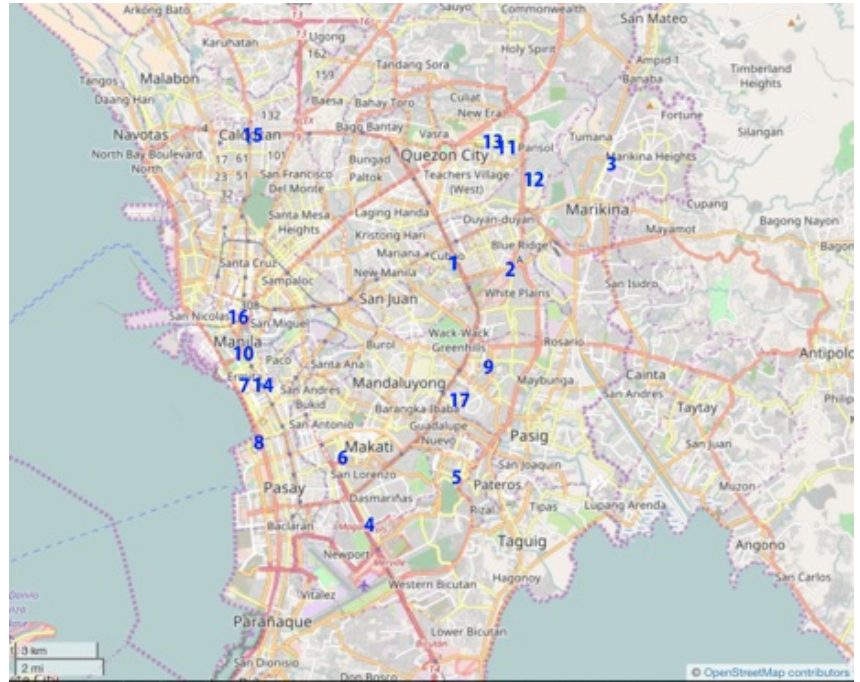 Arkong Bato
Sauyo
Commonwealth
San Mateo
Karuhatan
Ugong
Holy Spirit
162
Malabon
159
Tandang Sora
Ampid 1
Banaba
Timberland Heights
Tangos
Daang Hari
Baesa
Bahay Toro
Culiat
New Era
Fortune
132
NLEX
Navotas
4
15
Bago Bantay
Vasra
13
11
Pansol
Tumana
Silangan
North Bay Boulevard North
17
61
101
Bungad
Quezon City
3
Marikina Heights
23
51
San Francisco Del Monte
Paltok
Teachers Village (West)
12
32
Cupang
Santa Mesa Heights
Laging Handa
Duyan-duyan
Marikina
Mayamot
Bagong Nayon
Kristong Hari
Mariana
Cubao
1
Blue Ridge A
2
Santa Cruz
New Manila
Sampaloc
White Plains
San Isidro
San Juan
308
San Nicolas
16
San Miguel
Wack-Wack Greenhills
Rosario
Manila
10
Paco
Burol
Antipolo
Santa Ana
9
Cainta
7
14
San Andres Bukid
Mandaluyong
Maybunga
San Andres
17
Barangka Ibaba
Taytay
San Antonio
Guadalupe Nuevo
Pasig
8
6
Makati
San Juan
San Lorenzo
5
San Joaquin
Pasay
Dasmariñas
Pateros
Muzon
Rizal
Tipas
Lupang Arenda
Baclaran
4
Taguig
Angono
Newport
Merville
Hagonoy
San Carlos
Vitalez
Western Bicutan
Parañaque
Lower Bicutan
3 km
2 mi
San Dionisio
Bicutan
Don Bosco
© OpenStreetMap contributors